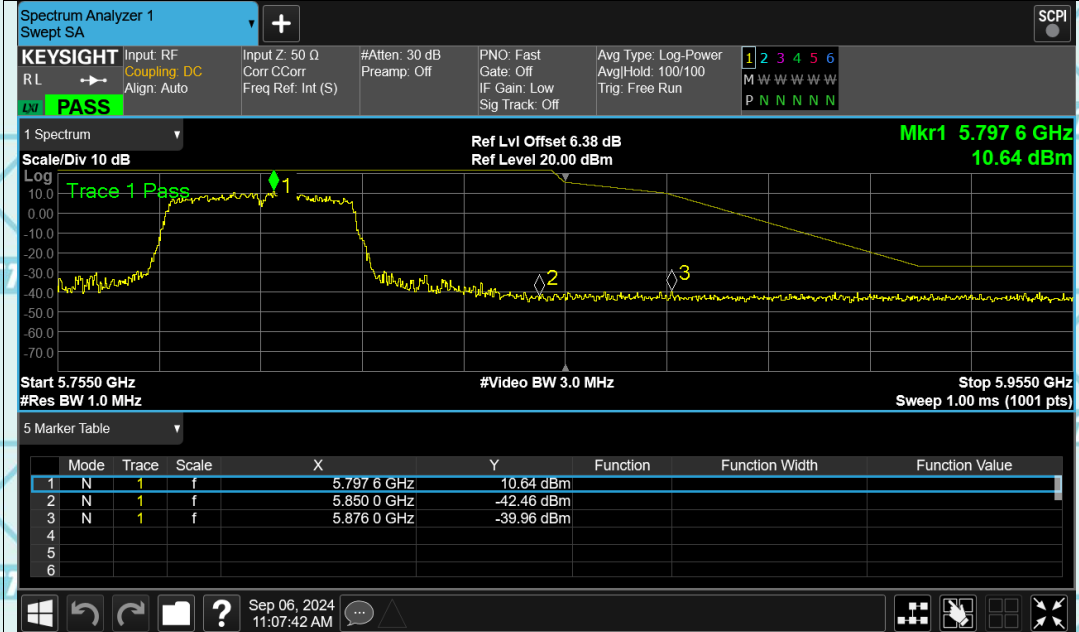 Spectrum Analyzer 1
Swept SA
+
SCPI
KEYSIGHT Input: RF Input Z: 50 Ω #Atten: 30 dB PNO: Fast Avg Type: Log-Power 1 2 3 4 5 6
R L Coupling: DC Corr CCorr Preamp: Off Gate: Off Avg|Hold: 100/100 M W W W W W
Align: Auto Freq Ref: Int (S) IF Gain: Low Trig: Free Run
LXI PASS Sig Track: Off P N N N N N
1 Spectrum
Scale/Div 10 dB
Ref Lvl Offset 6.38 dB
Ref Level 20.00 dBm
Mkr1 5.797 6 GHz
10.64 dBm
Log
Trace 1 Pass
10.0
0.00
-10.0
-20.0
-30.0
-40.0
-50.0
-60.0
-70.0
1
2
3
Start 5.7550 GHz #Video BW 3.0 MHz Stop 5.9550 GHz
#Res BW 1.0 MHz Sweep 1.00 ms (1001 pts)
5 Marker Table
Mode Trace Scale X Y Function Function Width Function Value
1 N 1 f 5.797 6 GHz 10.64 dBm
2 N 1 f 5.850 0 GHz -42.46 dBm
3 N 1 f 5.876 0 GHz -39.96 dBm
4
5
6
?
Sep 06, 2024
11:07:42 AM